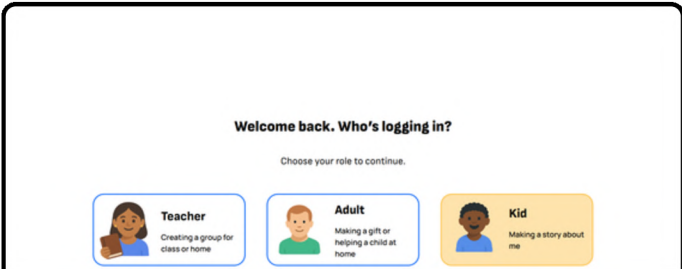 Welcome back. Who's logging in?
Choose your role to continue.
Teacher
Creating a group for
class or home
Adult
Making a gift or
helping a child at
home
Kid
Making a story about
me